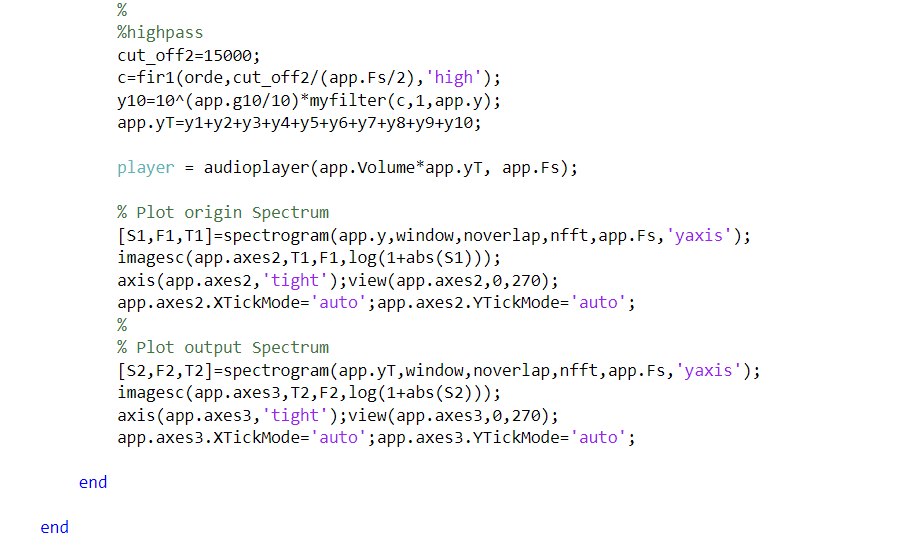 %
%highpass
cut_off2=15000;
c=fir1(orde,cut_off2/(app.Fs/2),'high');
y10=10^(app.g10/10)*myfilter(c,1,app.y);
app.yT=y1+y2+y3+y4+y5+y6+y7+y8+y9+y10;
player = audioplayer(app.Volume*app.yT, app.Fs);
% Plot origin Spectrum
[S1,F1,T1]=spectrogram(app.y,window,noverlap,nfft,app.Fs,'yaxis');
imagesc(app.axes2,T1,F1,log(1+abs(S1)));
axis(app.axes2,'tight');view(app.axes2,0,270);
app.axes2.XTickMode='auto';app.axes2.YTickMode='auto';
%
% Plot output Spectrum
[S2,F2,T2]=spectrogram(app.yT,window,noverlap,nfft,app.Fs,'yaxis');
imagesc(app.axes3,T2,F2,log(1+abs(S2)));
axis(app.axes3,'tight');view(app.axes3,0,270);
app.axes3.XTickMode='auto';app.axes3.YTickMode='auto';
end
end